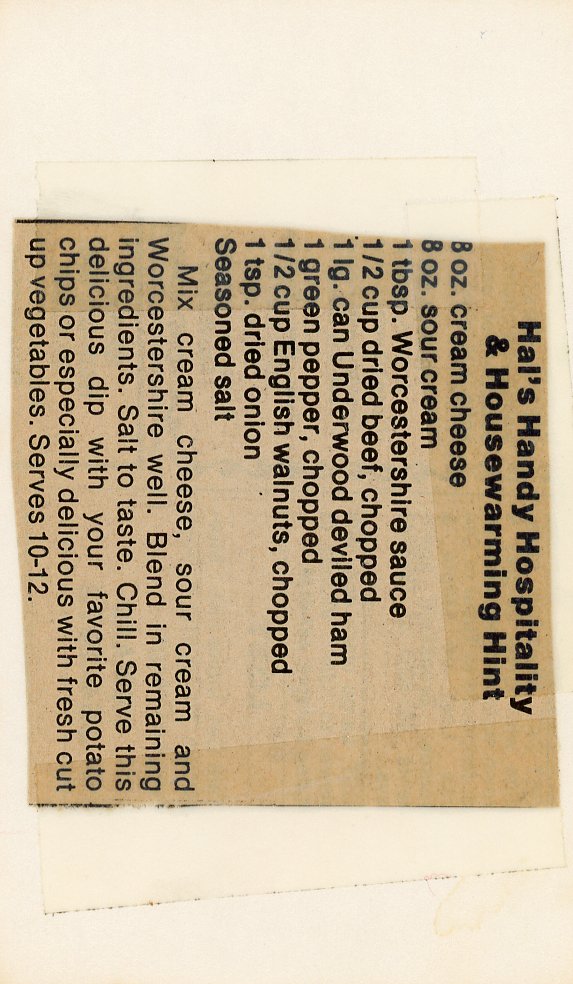 Hal's Handy Hospitality
& Housewarming Hint
8 oz. cream cheese
8 oz. sour cream
1 tbsp. Worcestershire sauce
1/2 cup dried beef, chopped
1 lg. can Underwood deviled ham
1 green pepper, chopped
1/2 cup English walnuts, chopped
1 tsp. dried onion
Seasoned salt
Mix cream cheese, sour cream and
Worcestershire well. Blend in remaining
ingredients. Salt to taste. Chill. Serve this
delicious dip with your favorite potato
chips or especially delicious with fresh cut
up vegetables. Serves 10-12.